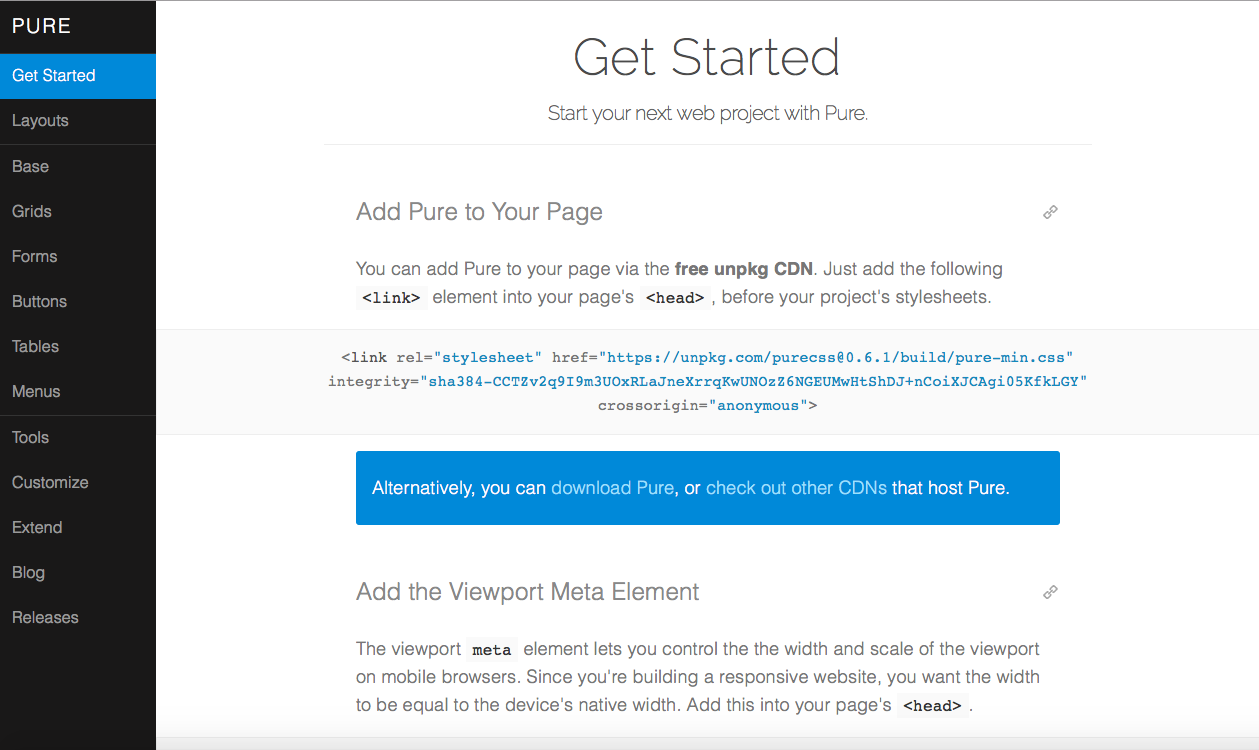 PURE
Get Started
Layouts
Base
Grids
Forms
Buttons
Tables
Menus
Tools
Customize
Extend
Blog
Releases
Get Started
Start your next web project with Pure.
Add Pure to Your Page
You can add Pure to your page via the free unpkg CDN. Just add the following
<link> element into your page's <head>, before your project's stylesheets.
<link rel="stylesheet" href="https://unpkg.com/purecss@0.6.1/build/pure-min.css"
integrity="sha384-CCTZv2q9I9m3UOxRLaJneXrrqKwUNOzZ6NGEUMwHtShDJ+nCoiXJCAgi05KfkLGY"
crossorigin="anonymous">
Alternatively, you can download Pure, or check out other CDNs that host Pure.
Add the Viewport Meta Element
The viewport meta element lets you control the the width and scale of the viewport
on mobile browsers. Since you're building a responsive website, you want the width
to be equal to the device's native width. Add this into your page's <head>.